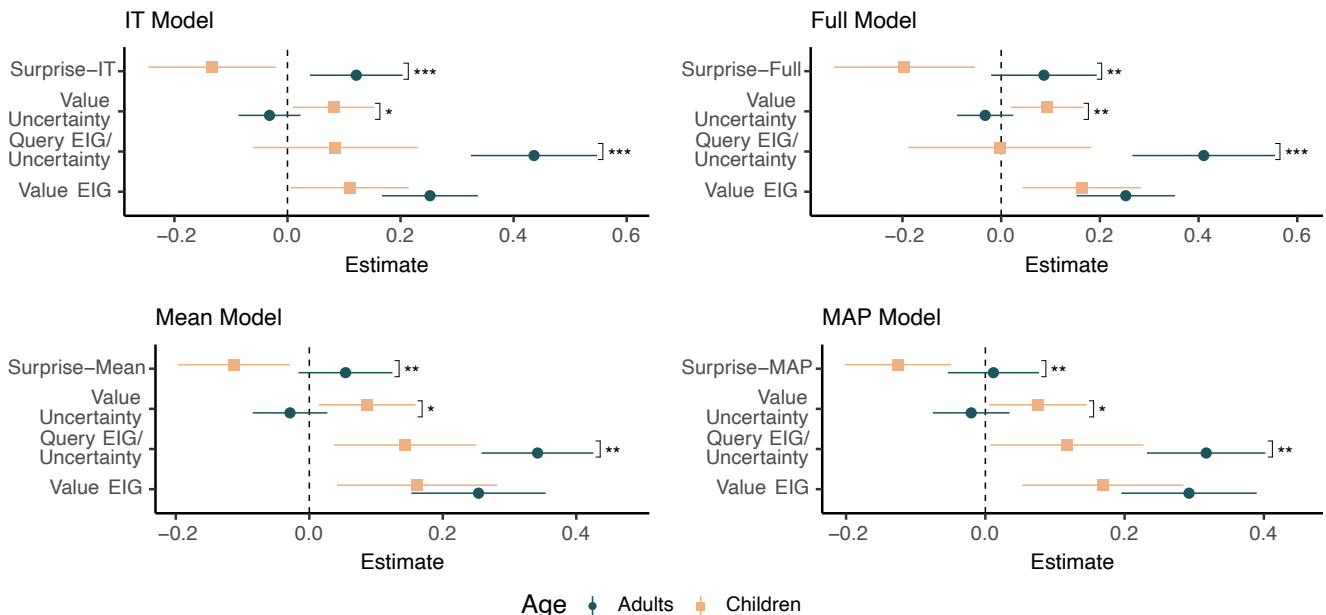 IT Model
Surprise−IT
***
Value
Uncertainty
*
Query EIG/
Uncertainty
***
Value EIG
−0.2 0.0 0.2 0.4 0.6
Estimate
Full Model
Surprise−Full
**
Value
Uncertainty
**
Query EIG/
Uncertainty
***
Value EIG
−0.2 0.0 0.2 0.4 0.6
Estimate
Mean Model
Surprise−Mean
**
Value
Uncertainty
*
Query EIG/
Uncertainty
**
Value EIG
−0.2 0.0 0.2 0.4
Estimate
MAP Model
Surprise−MAP
**
Value
Uncertainty
*
Query EIG/
Uncertainty
**
Value EIG
−0.2 0.0 0.2 0.4
Estimate
Age Adults Children